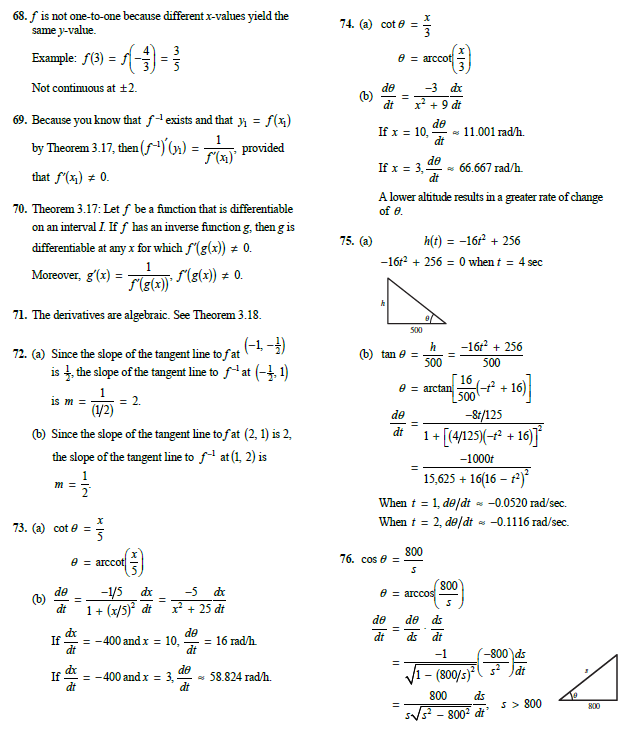 68. f is not one-to-one because different x-values yield the
same y-value.
Example: f(3) = f(-4/3) = 3/5
Not continuous at ±2.
69. Because you know that f⁻¹ exists and that y₁ = f(x₁)
by Theorem 3.17, then (f⁻¹)′(y₁) = 1/f′(x₁), provided
that f′(x₁) ≠ 0.
70. Theorem 3.17: Let f be a function that is differentiable
on an interval I. If f has an inverse function g, then g is
differentiable at any x for which f′(g(x)) ≠ 0.
Moreover, g′(x) = 1/f′(g(x)), f′(g(x)) ≠ 0.
71. The derivatives are algebraic. See Theorem 3.18.
72. (a) Since the slope of the tangent line to f at (-1, -1/2)
is 1/2, the slope of the tangent line to f⁻¹ at (-1/2, 1)
is m = 1/(1/2) = 2.
(b) Since the slope of the tangent line to f at (2, 1) is 2,
the slope of the tangent line to f⁻¹ at (1, 2) is
m = 1/2.
73. (a) cot θ = x/5
θ = arccot(x/5)
(b) dθ/dt = -1/5 / (1 + (x/5)²) dx/dt = -5/(x² + 25) dx/dt
If dx/dt = -400 and x = 10, dθ/dt = 16 rad/h.
If dx/dt = -400 and x = 3, dθ/dt ≈ 58.824 rad/h.
74. (a) cot θ = x/3
θ = arccot(x/3)
(b) dθ/dt = -3/(x² + 9) dx/dt
If x = 10, dθ/dt ≈ 11.001 rad/h.
If x = 3, dθ/dt ≈ 66.667 rad/h.
A lower altitude results in a greater rate of change
of θ.
75. (a) h(t) = -16t² + 256
-16t² + 256 = 0 when t = 4 sec
h
θ
500
(b) tan θ = h/500 = (-16t² + 256)/500
θ = arctan[16/500(-t² + 16)]
dθ/dt = -8t/125 / (1 + [(4/125)(-t² + 16)]²)
= -1000t / (15,625 + 16(16 - t²)²)
When t = 1, dθ/dt ≈ -0.0520 rad/sec.
When t = 2, dθ/dt ≈ -0.1116 rad/sec.
76. cos θ = 800/s
θ = arccos(800/s)
dθ/dt = dθ/ds · ds/dt
= -1/√(1 - (800/s)²) (-800/s²) ds/dt
= 800/(s√(s² - 800²)) ds/dt, s > 800
s
θ
800